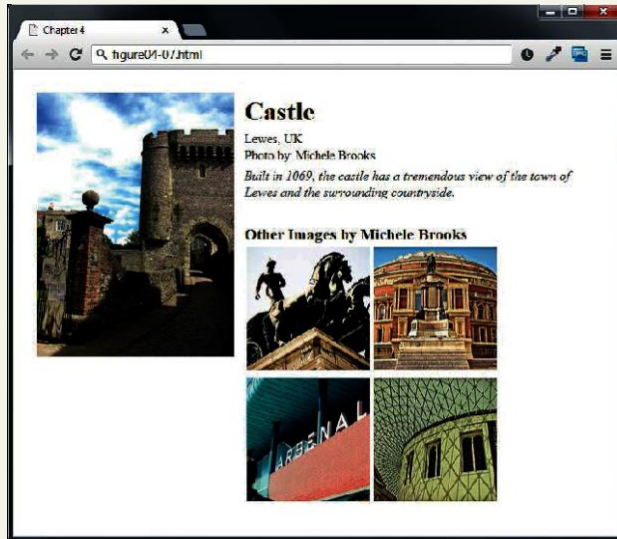 Chapter 4
figure04-07.html
Castle
Lewes, UK
Photo by: Michele Brooks
Built in 1069, the castle has a tremendous view of the town of
Lewes and the surrounding countryside.
Other Images by Michele Brooks
ARSENAL